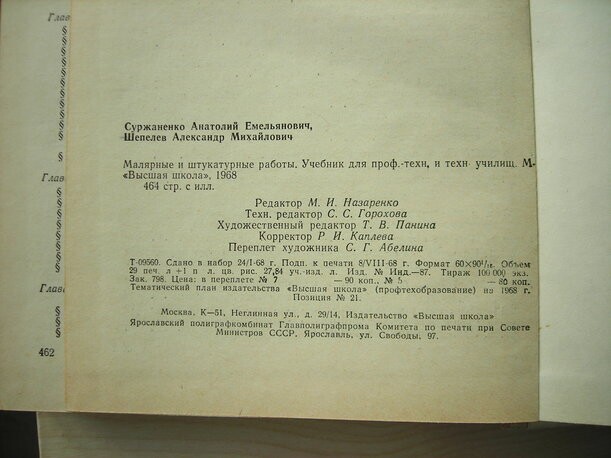 Глав
§
§
§
§
§
§
§
§
Глав
§
§
§
§
§
§
§
Глав
§
§
§
462
Суржаненко Анатолий Емельянович,
Шепелев Александр Михайлович
Малярные и штукатурные работы. Учебник для проф.-техн, и техн училищ. М.
«Высшая школа», 1968
464 стр. с илл.
Редактор М. И. Назаренко
Техн. редактор С. С. Горохова
Художественный редактор Т. В. Панина
Корректор Р. И. Каплева
Переплет художника С. Г. Абелина
Т-09560. Сдано в набор 24/I-68 г. Подп. к печати 8/VIII-68 г. Формат 60×90¹/₁₆. Объем
29 печ. л +1 п л. цв. рис. 27,84 уч.-изд. л. Изд. № Инд.—87. Тираж 100 000 экз.
Зак. 798. Цена: в переплете № 7 — 90 коп., № 5 — 80 коп.
Тематический план издательства «Высшая школа» (профтехобразование) на 1968 г.
Позиция № 21.
Москва. К—51, Неглинная ул., д. 29/14, Издательство «Высшая школа»
Ярославский полиграфкомбинат Главполиграфпрома Комитета по печати при Совете
Министров СССР. Ярославль, ул. Свободы, 97.